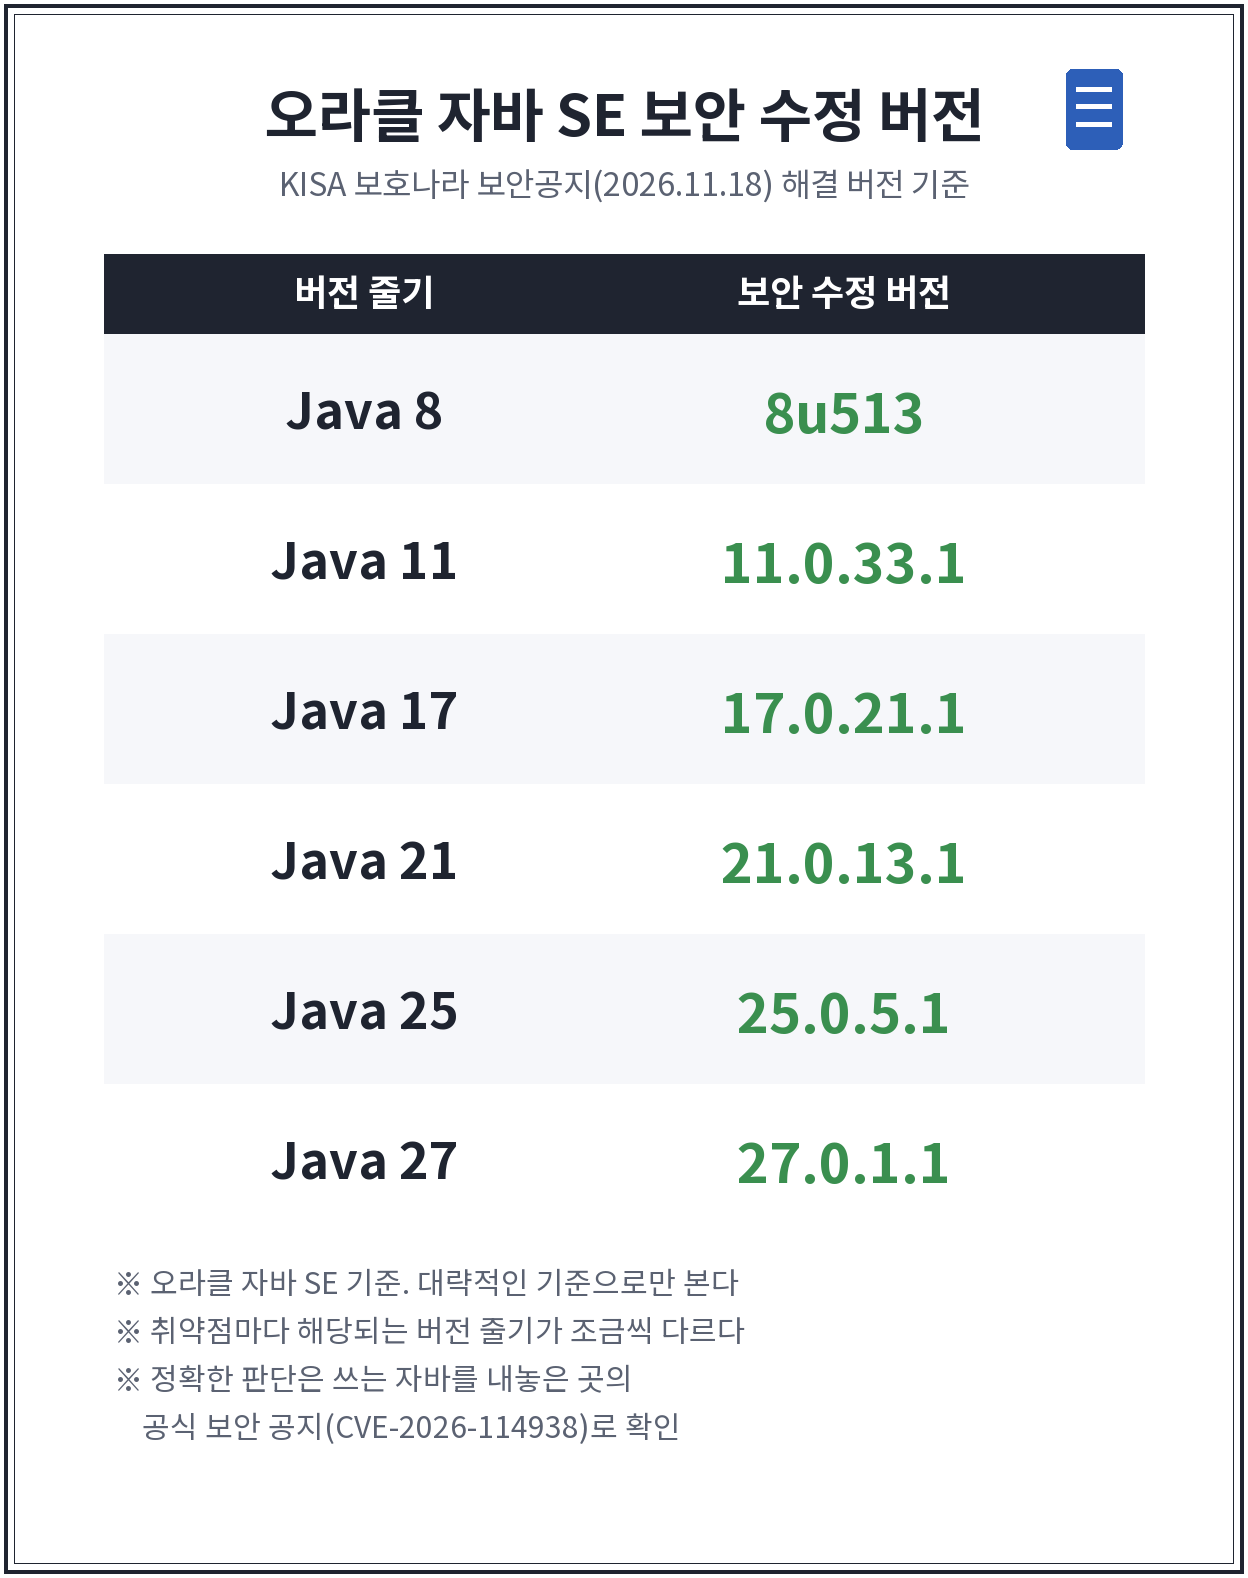 오라클 자바 SE 보안 수정 버전
KISA 보호나라 보안공지(2026.11.18) 해결 버전 기준
버전 줄기 보안 수정 버전
Java 8 8u513
Java 11 11.0.33.1
Java 17 17.0.21.1
Java 21 21.0.13.1
Java 25 25.0.5.1
Java 27 27.0.1.1
※ 오라클 자바 SE 기준. 대략적인 기준으로만 본다
※ 취약점마다 해당되는 버전 줄기가 조금씩 다르다
※ 정확한 판단은 쓰는 자바를 내놓은 곳의
공식 보안 공지(CVE-2026-114938)로 확인